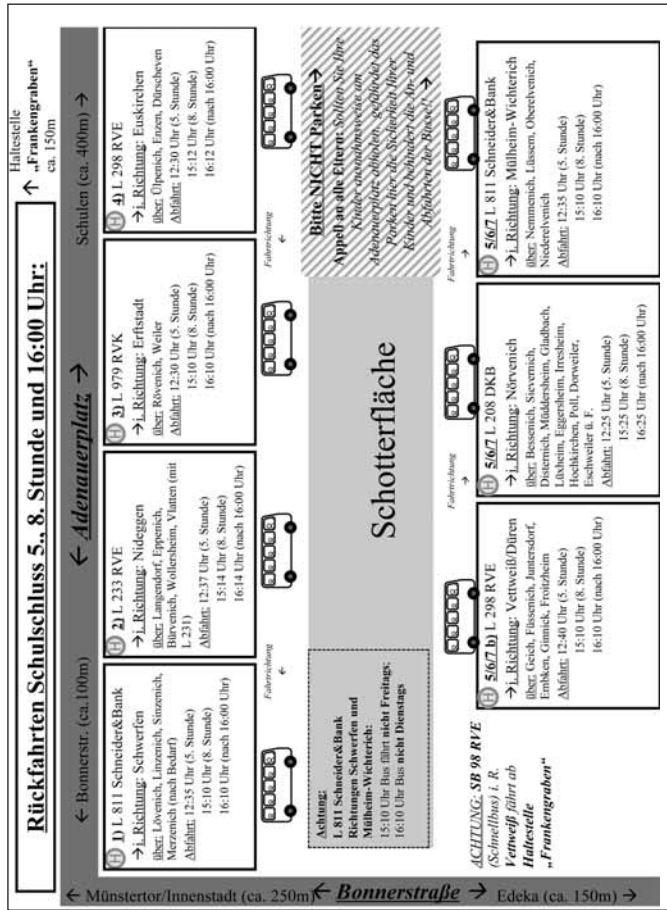 Rückfahrten Schulschluss 5., 8. Stunde und 16:00 Uhr:
Haltestelle
↑ „Frankengraben"
ca. 150m
← Bonnerstr. (ca.100m)
← Adenauerplatz →
Schulen (ca. 400m) →
H 1) L 811 Schneider&Bank
→i. Richtung: Schwerfen
über: Lövenich, Linzenich, Sinzenich,
Merzenich (nach Bedarf)
Abfahrt: 12:35 Uhr (5. Stunde)
15:10 Uhr (8. Stunde)
16:10 Uhr (nach 16:00 Uhr)
H 2) L 233 RVE
→i. Richtung: Nideggen
über: Langendorf, Eppenich,
Bürvenich, Wollersheim, Vlatten (mit
L 231)
Abfahrt: 12:37 Uhr (5. Stunde)
15:14 Uhr (8. Stunde)
16:14 Uhr (nach 16:00 Uhr)
H 3) L 979 RVK
→i. Richtung: Erftstadt
über: Rövenich, Weiler
Abfahrt: 12:30 Uhr (5. Stunde)
15:10 Uhr (8. Stunde)
16:10 Uhr (nach 16:00 Uhr)
H 4) L 298 RVE
→i. Richtung: Euskirchen
über: Ülpenich, Enzen, Dürscheven
Abfahrt: 12:30 Uhr (5. Stunde)
15:12 Uhr (8. Stunde)
16:12 Uhr (nach 16:00 Uhr)
Fahrtrichtung
←
Fahrtrichtung
←
Achtung:
L 811 Schneider&Bank
Richtungen Schwerfen und
Mülheim-Wichterich:
15:10 Uhr Bus fährt nicht Freitags;
16:10 Uhr Bus nicht Dienstags
Schotterfläche
Bitte NICHT Parken→
Appell an alle Eltern: Sollten Sie Ihre
Kinder ausnahmsweise am
Adenauerplatz abholen, gefährdet das
Parken hier die Sicherheit Ihrer
Kinder und behindert die An- und
Abfahrten der Busse!! →
Fahrtrichtung
→
Fahrtrichtung
→
ACHTUNG: SB 98 RVE
(Schnellbus) i. R.
Vettweiß fährt ab
Haltestelle
„Frankengraben"
H 5/6/7 b) L 298 RVE
→i. Richtung: Vettweiß/Düren
über: Geich, Füssenich, Juntersdorf,
Embken, Ginnick, Froitzheim
Abfahrt: 12:40 Uhr (5. Stunde)
15:10 Uhr (8. Stunde)
16:10 Uhr (nach 16:00 Uhr)
H 5/6/7 L 208 DKB
→i. Richtung: Nörvenich
über: Bessenich, Sievernich,
Disternich, Müddersheim, Gladbach,
Lüxheim, Eggersheim, Irresheim,
Hochkirchen, Poll, Dorweiler,
Eschweiler ü. F.
Abfahrt: 12:25 Uhr (5. Stunde)
15:25 Uhr (8. Stunde)
16:25 Uhr (nach 16:00 Uhr)
H 5/6/7 L 811 Schneider&Bank
→i. Richtung: Mülheim-Wichterich
über: Nemmenich, Lüssem, Oberelvenich,
Niederelvenich
Abfahrt: 12:35 Uhr (5. Stunde)
15:10 Uhr (8. Stunde)
16:10 Uhr (nach 16:00 Uhr)
← Münstertor/Innenstadt (ca. 250m)
← Bonnerstraße →
Edeka (ca. 150m) →